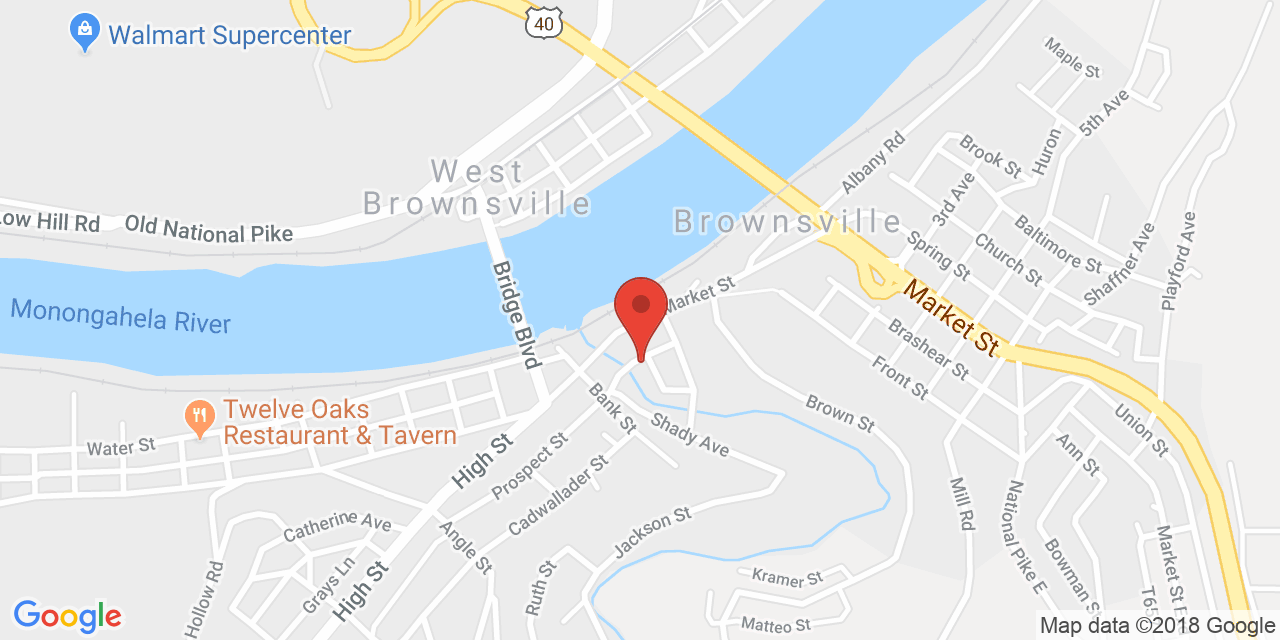 40
Walmart Supercenter
Maple St
5th Ave
Huron
Brook St
Albany Rd
3rd Ave
West
Brownsville
Brownsville
Low Hill Rd
Old National Pike
Baltimore St
Church St
Spring St
Shaffner Ave
Playford Ave
Bridge Blvd
Monongahela River
Market St
Market St
Brashear St
Front St
Brown St
Twelve Oaks
Restaurant & Tavern
Water St
Bank St
Shady Ave
High St
Prospect St
Cadwallader St
Union St
Ann St
Mill Rd
National Pike E
Jackson St
Catherine Ave
Angle St
Grays Ln
High St
Hollow Rd
Ruth St
Kramer St
Matteo St
Bowman St
T65
Market St
Google
Map data ©2018 Google